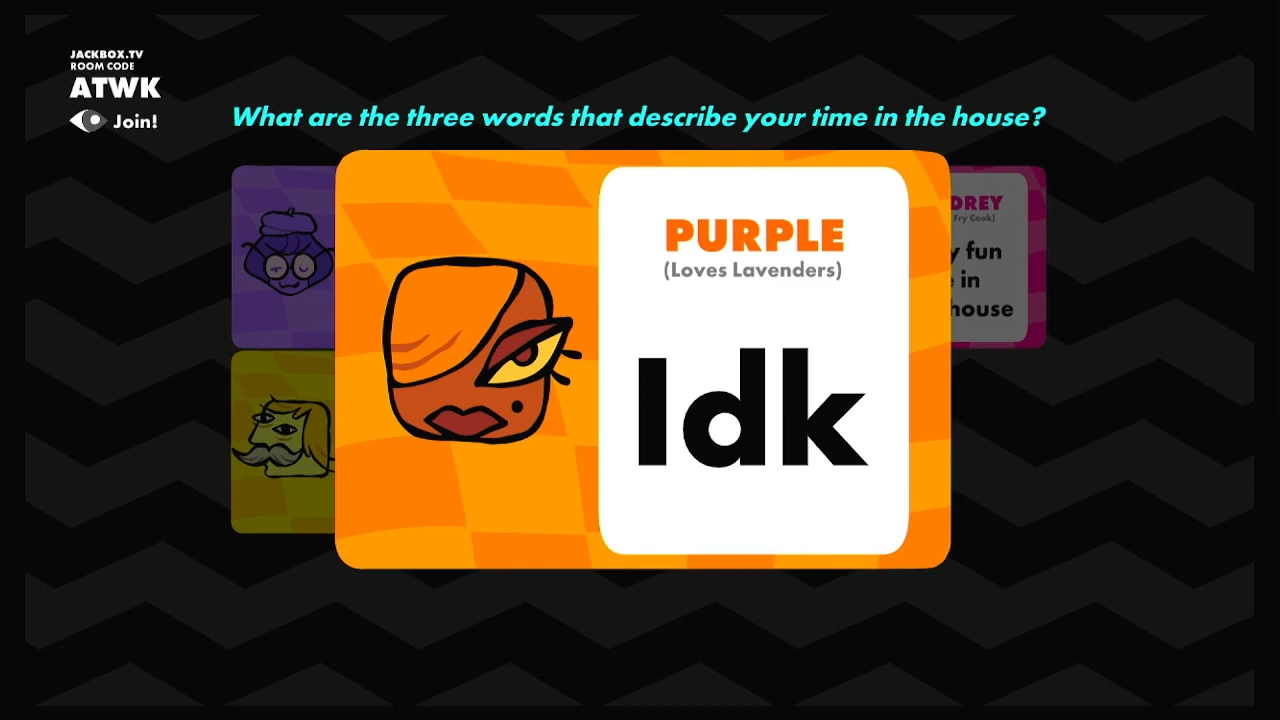 JACKBOX.TV
ROOM CODE
ATWK
Join!
What are the three words that describe your time in the house?
PURPLE
(Loves Lavenders)
Idk
Fry Cook)
fun
in
house